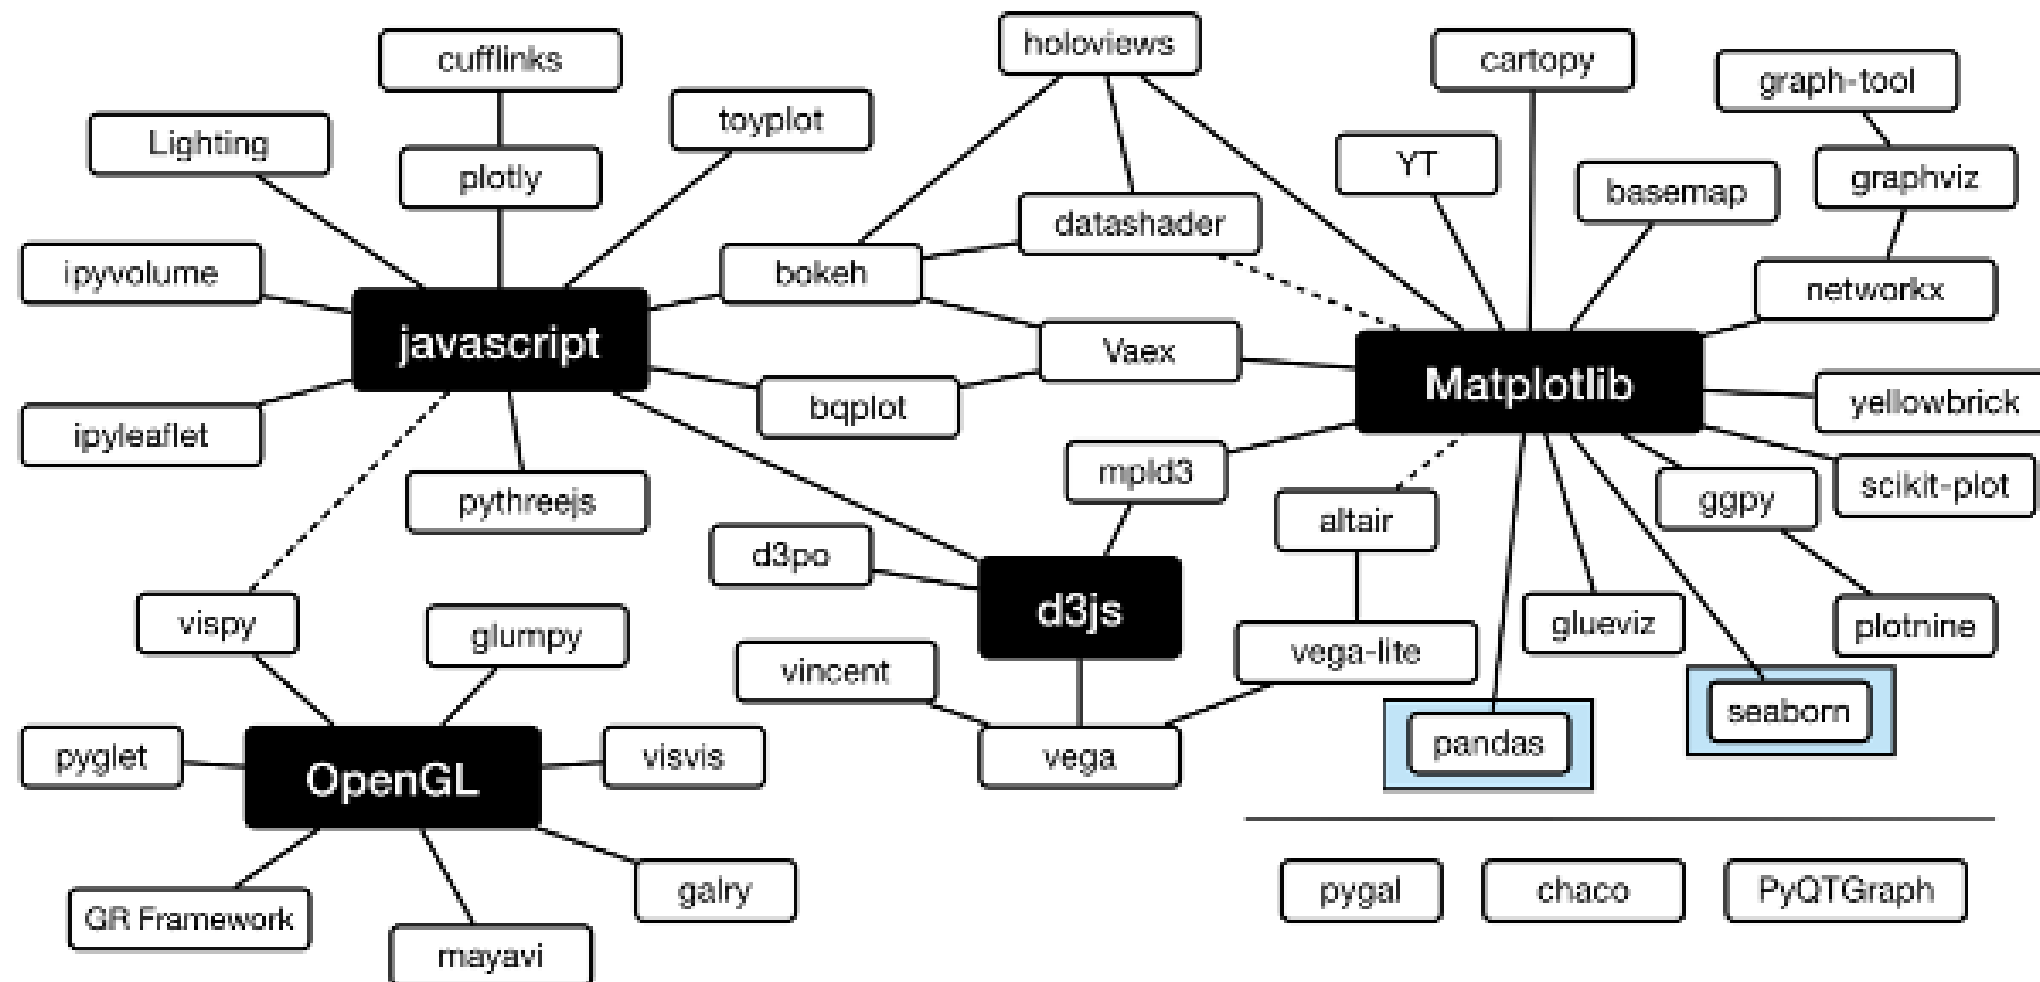 holoviews
cufflinks
cartopy
graph-tool
toyplot
Lighting
YT
plotly
graphviz
basemap
datashader
ipyvolume
bokeh
networkx
javascript
Vaex
Matplotlib
yellowbrick
bqplot
ipyleaflet
mpld3
scikit-plot
ggpy
pythreejs
altair
d3po
d3js
vispy
glumpy
glueviz
plotnine
vega-lite
vincent
seaborn
pandas
pyglet
visvis
vega
OpenGL
galry
pygal
chaco
PyQTGraph
GR Framework
mayavi